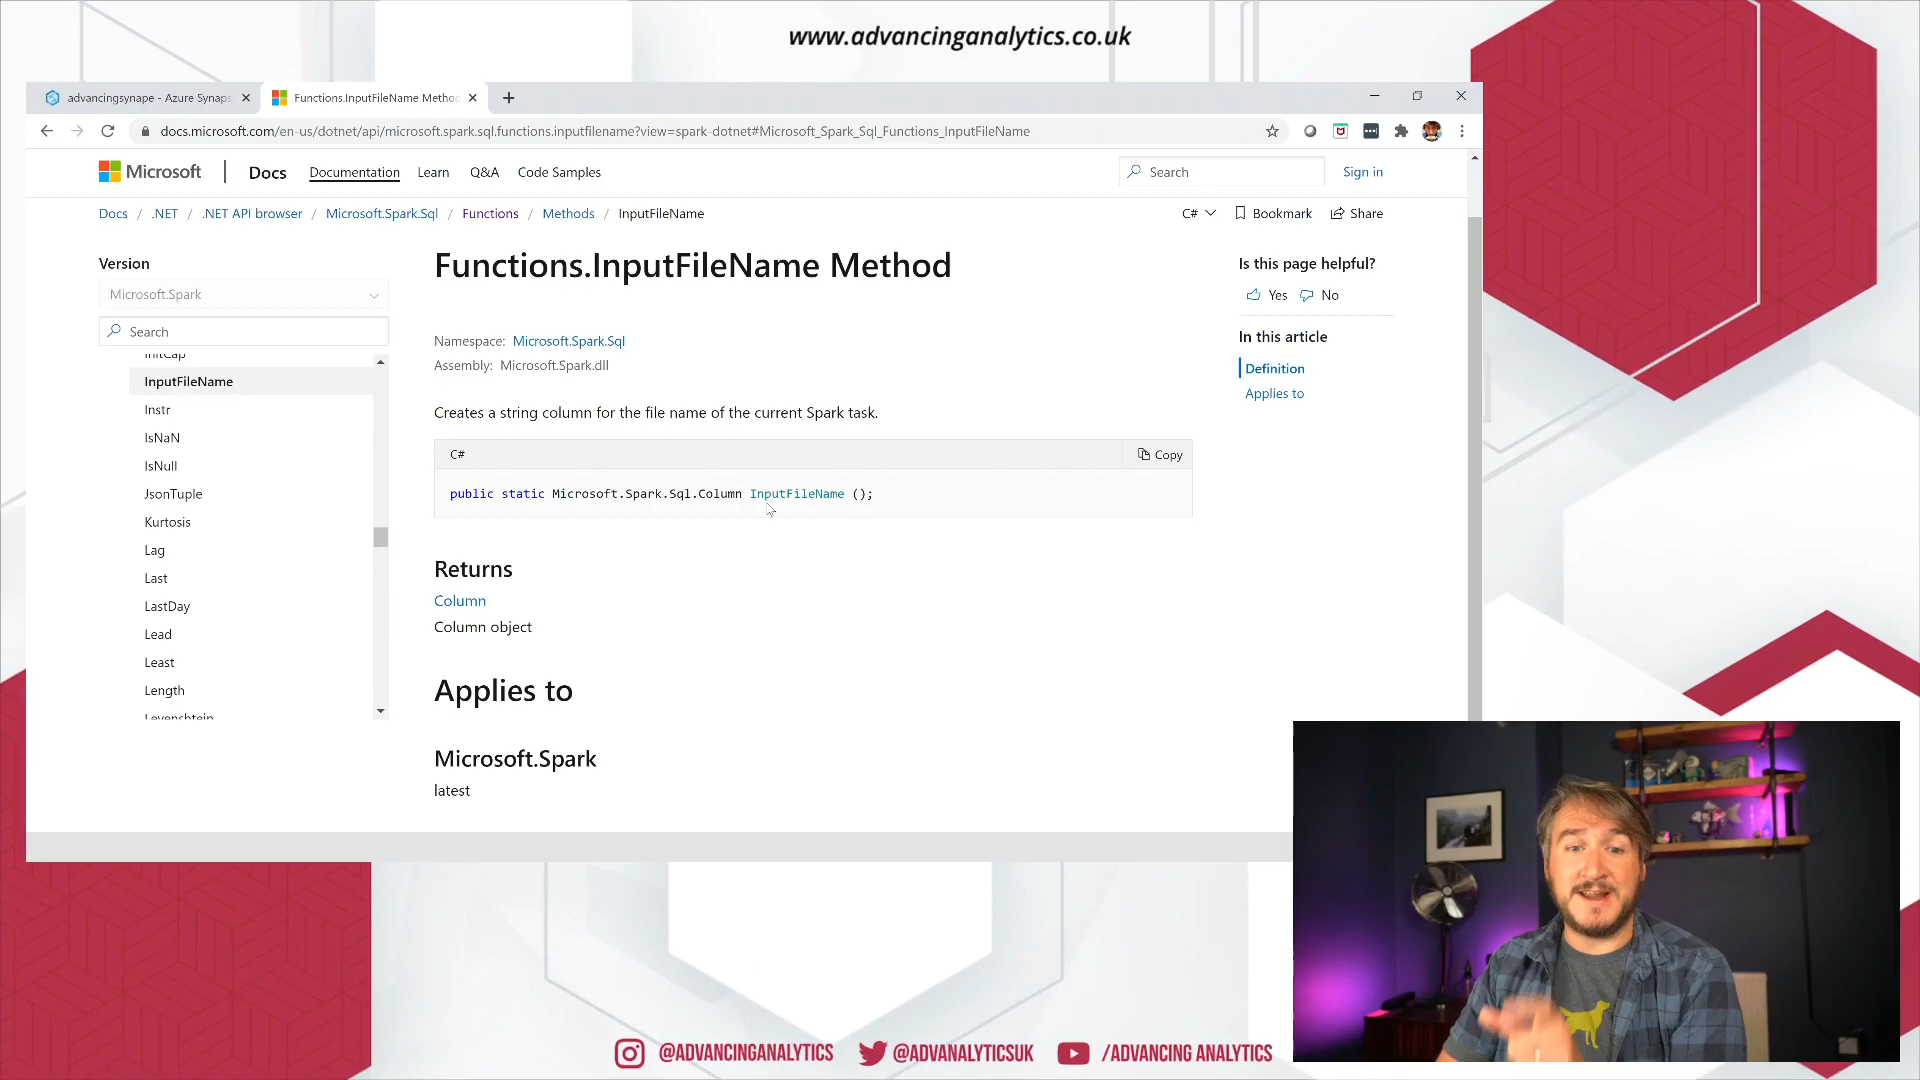 www.advancinganalytics.co.uk
advancingsynape - Azure Synaps
Functions.InputFileName Metho
docs.microsoft.com/en-us/dotnet/api/microsoft.spark.sql.functions.inputfilename?view=spark-dotnet#Microsoft_Spark_Sql_Functions_InputFileName
Microsoft
Docs
Documentation
Learn
Q&A
Code Samples
Search
Sign in
Docs / .NET / .NET API browser / Microsoft.Spark.Sql / Functions / Methods / InputFileName
C#
Bookmark
Share
Version
Microsoft.Spark
Search
InitCap
InputFileName
Instr
IsNaN
IsNull
JsonTuple
Kurtosis
Lag
Last
LastDay
Lead
Least
Length
Levenshtein
Functions.InputFileName Method
Namespace: Microsoft.Spark.Sql
Assembly: Microsoft.Spark.dll
Creates a string column for the file name of the current Spark task.
C#
Copy
public static Microsoft.Spark.Sql.Column InputFileName ();
Returns
Column
Column object
Applies to
Microsoft.Spark
latest
Is this page helpful?
Yes
No
In this article
Definition
Applies to
@ADVANCINGANALYTICS
@ADVANALYTICSUK
/ADVANCING ANALYTICS